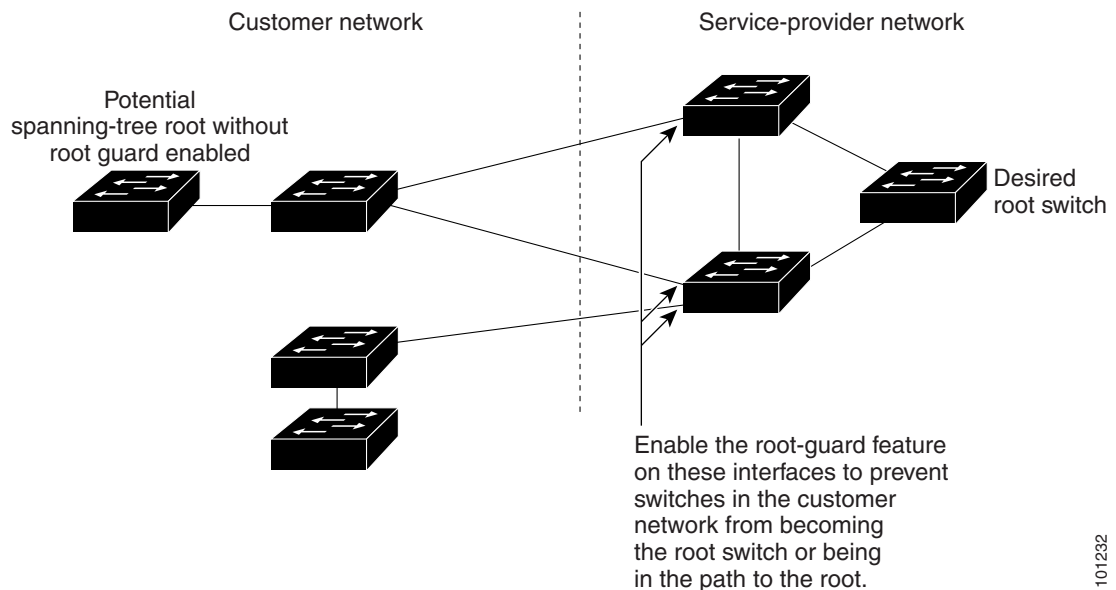 Customer network
Service-provider network
Potential
spanning-tree root without
root guard enabled
Desired
root switch
Enable the root-guard feature
on these interfaces to prevent
switches in the customer
network from becoming
the root switch or being
in the path to the root.
101232